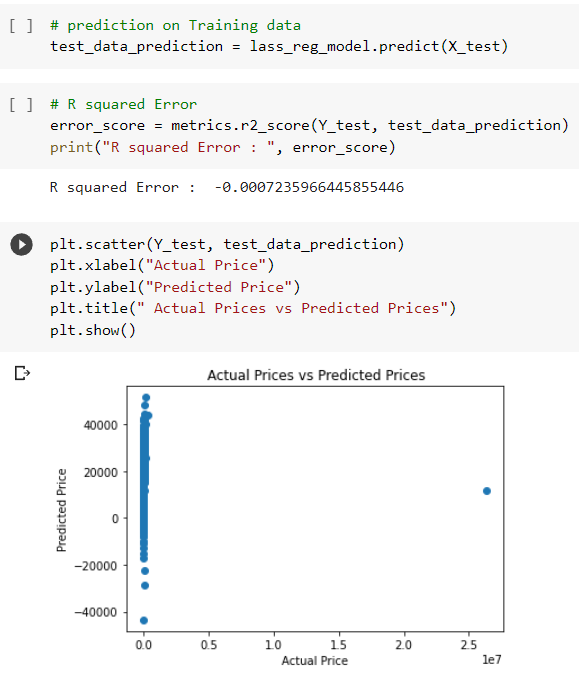 [ ] # prediction on Training data
test_data_prediction = lass_reg_model.predict(X_test)
[ ] # R squared Error
error_score = metrics.r2_score(Y_test, test_data_prediction)
print("R squared Error : ", error_score)
R squared Error :  -0.0007235966445855446
plt.scatter(Y_test, test_data_prediction)
plt.xlabel("Actual Price")
plt.ylabel("Predicted Price")
plt.title(" Actual Prices vs Predicted Prices")
plt.show()
Actual Prices vs Predicted Prices
Predicted Price
40000
20000
0
−20000
−40000
0.0 0.5 1.0 1.5 2.0 2.5
1e7
Actual Price